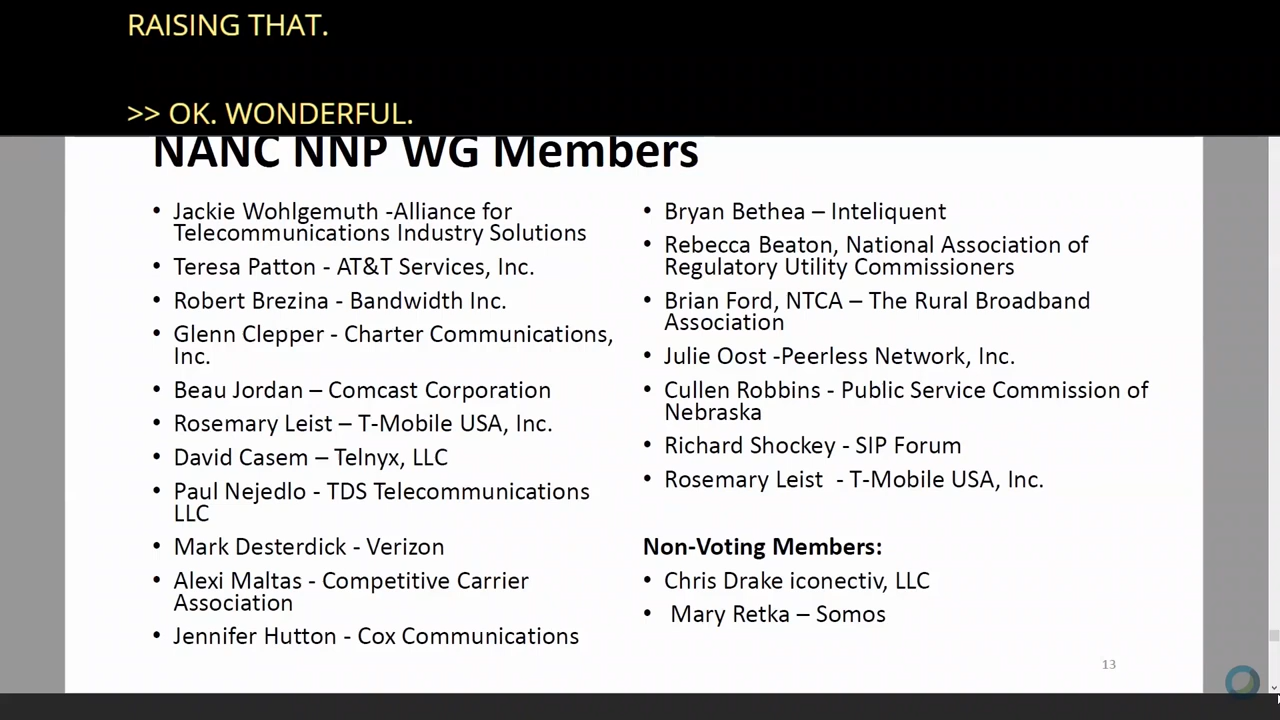 RAISING THAT.
>> OK. WONDERFUL.
NANC NNP WG Members
• Jackie Wohlgemuth -Alliance for
Telecommunications Industry Solutions
• Teresa Patton - AT&T Services, Inc.
• Robert Brezina - Bandwidth Inc.
• Glenn Clepper - Charter Communications,
Inc.
• Beau Jordan – Comcast Corporation
• Rosemary Leist – T-Mobile USA, Inc.
• David Casem – Telnyx, LLC
• Paul Nejedlo - TDS Telecommunications
LLC
• Mark Desterdick - Verizon
• Alexi Maltas - Competitive Carrier
Association
• Jennifer Hutton - Cox Communications
• Bryan Bethea – Inteliquent
• Rebecca Beaton, National Association of
Regulatory Utility Commissioners
• Brian Ford, NTCA – The Rural Broadband
Association
• Julie Oost -Peerless Network, Inc.
• Cullen Robbins - Public Service Commission of
Nebraska
• Richard Shockey - SIP Forum
• Rosemary Leist - T-Mobile USA, Inc.
Non-Voting Members:
• Chris Drake iconectiv, LLC
• Mary Retka – Somos
13